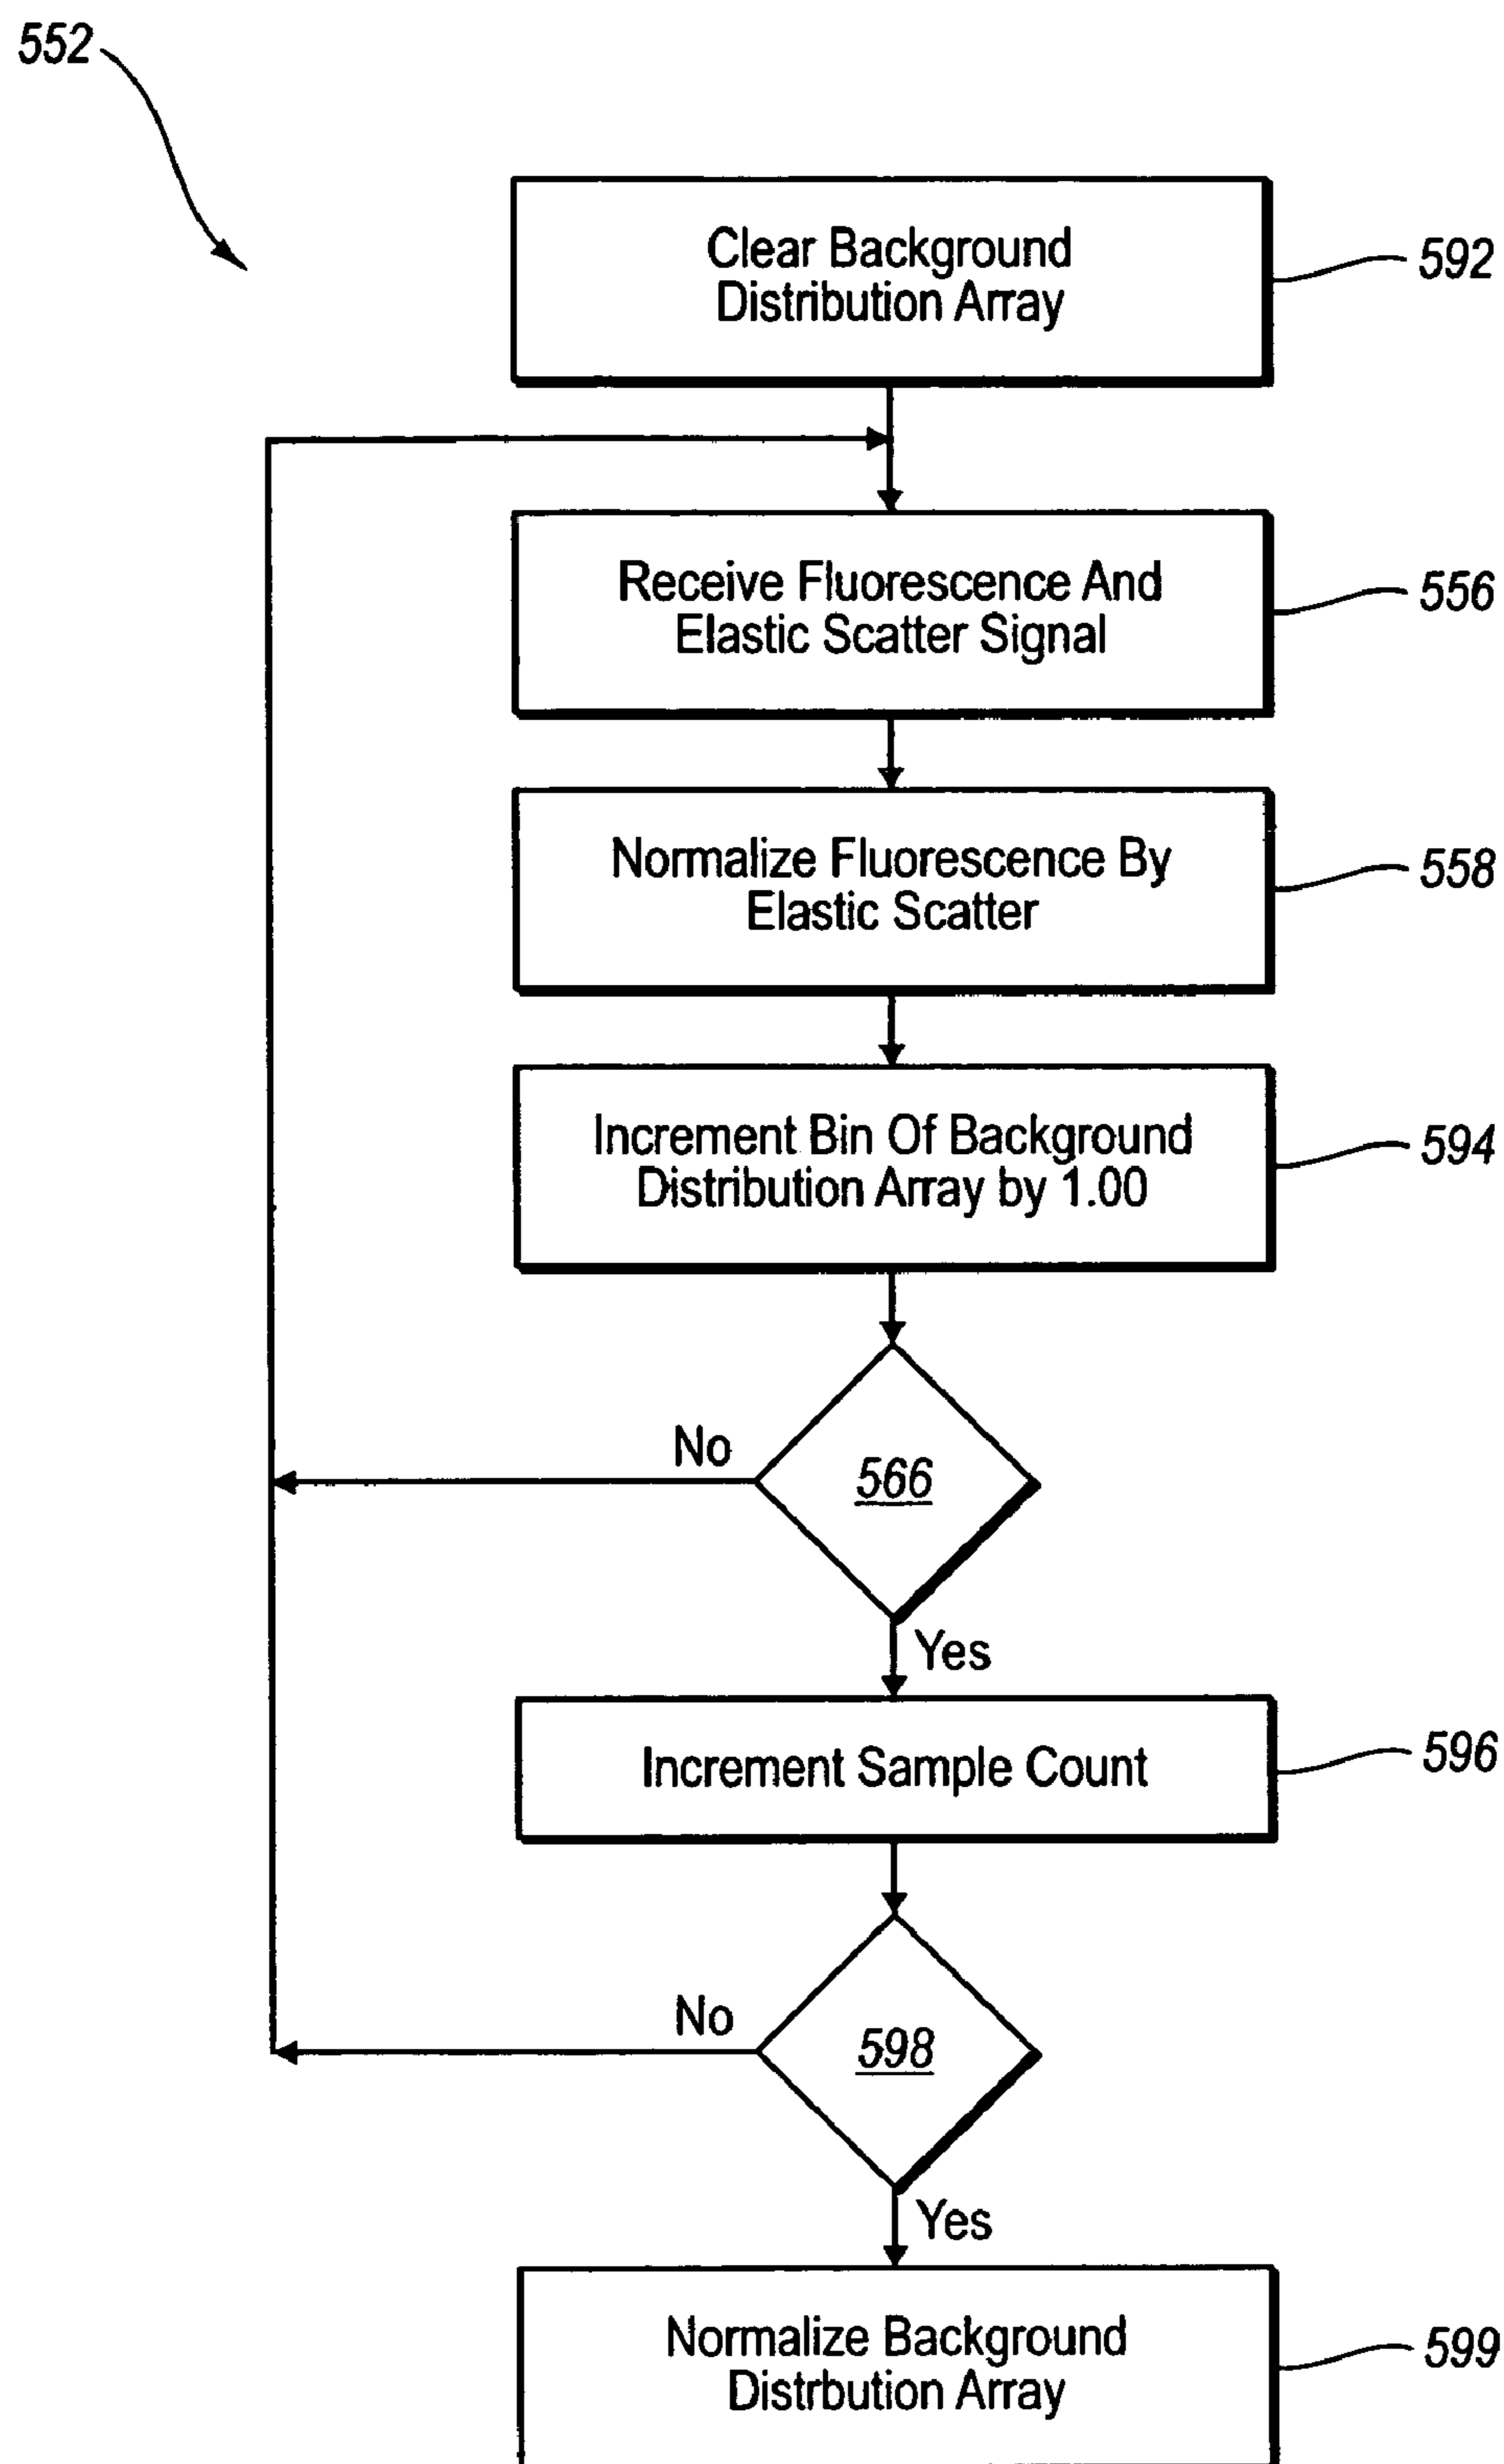 552
Clear Background
Distribution Array
592
Receive Fluorescence And
Elastic Scatter Signal
556
Normalize Fluorescence By
Elastic Scatter
558
Increment Bin Of Background
Distribution Array by 1.00
594
No
566
Yes
Increment Sample Count
596
No
598
Yes
Normalize Background
Distrbution Array
599